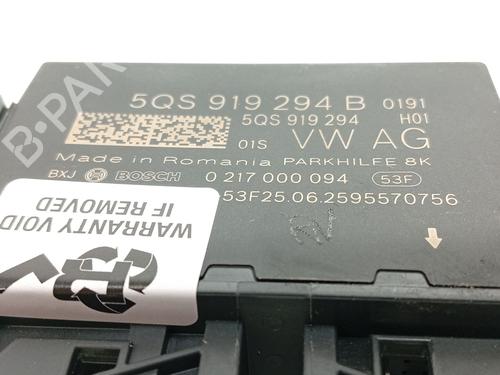 5QS 919 294 B 0191
5QS 919 294 H01
01S VW AG
Made in Romania PARKHILFE 8K
BXJ BOSCH 0 217 000 094 53F
-53F25.06.2595570756
WARRANTY VOID
IF REMOVED
B-PAR